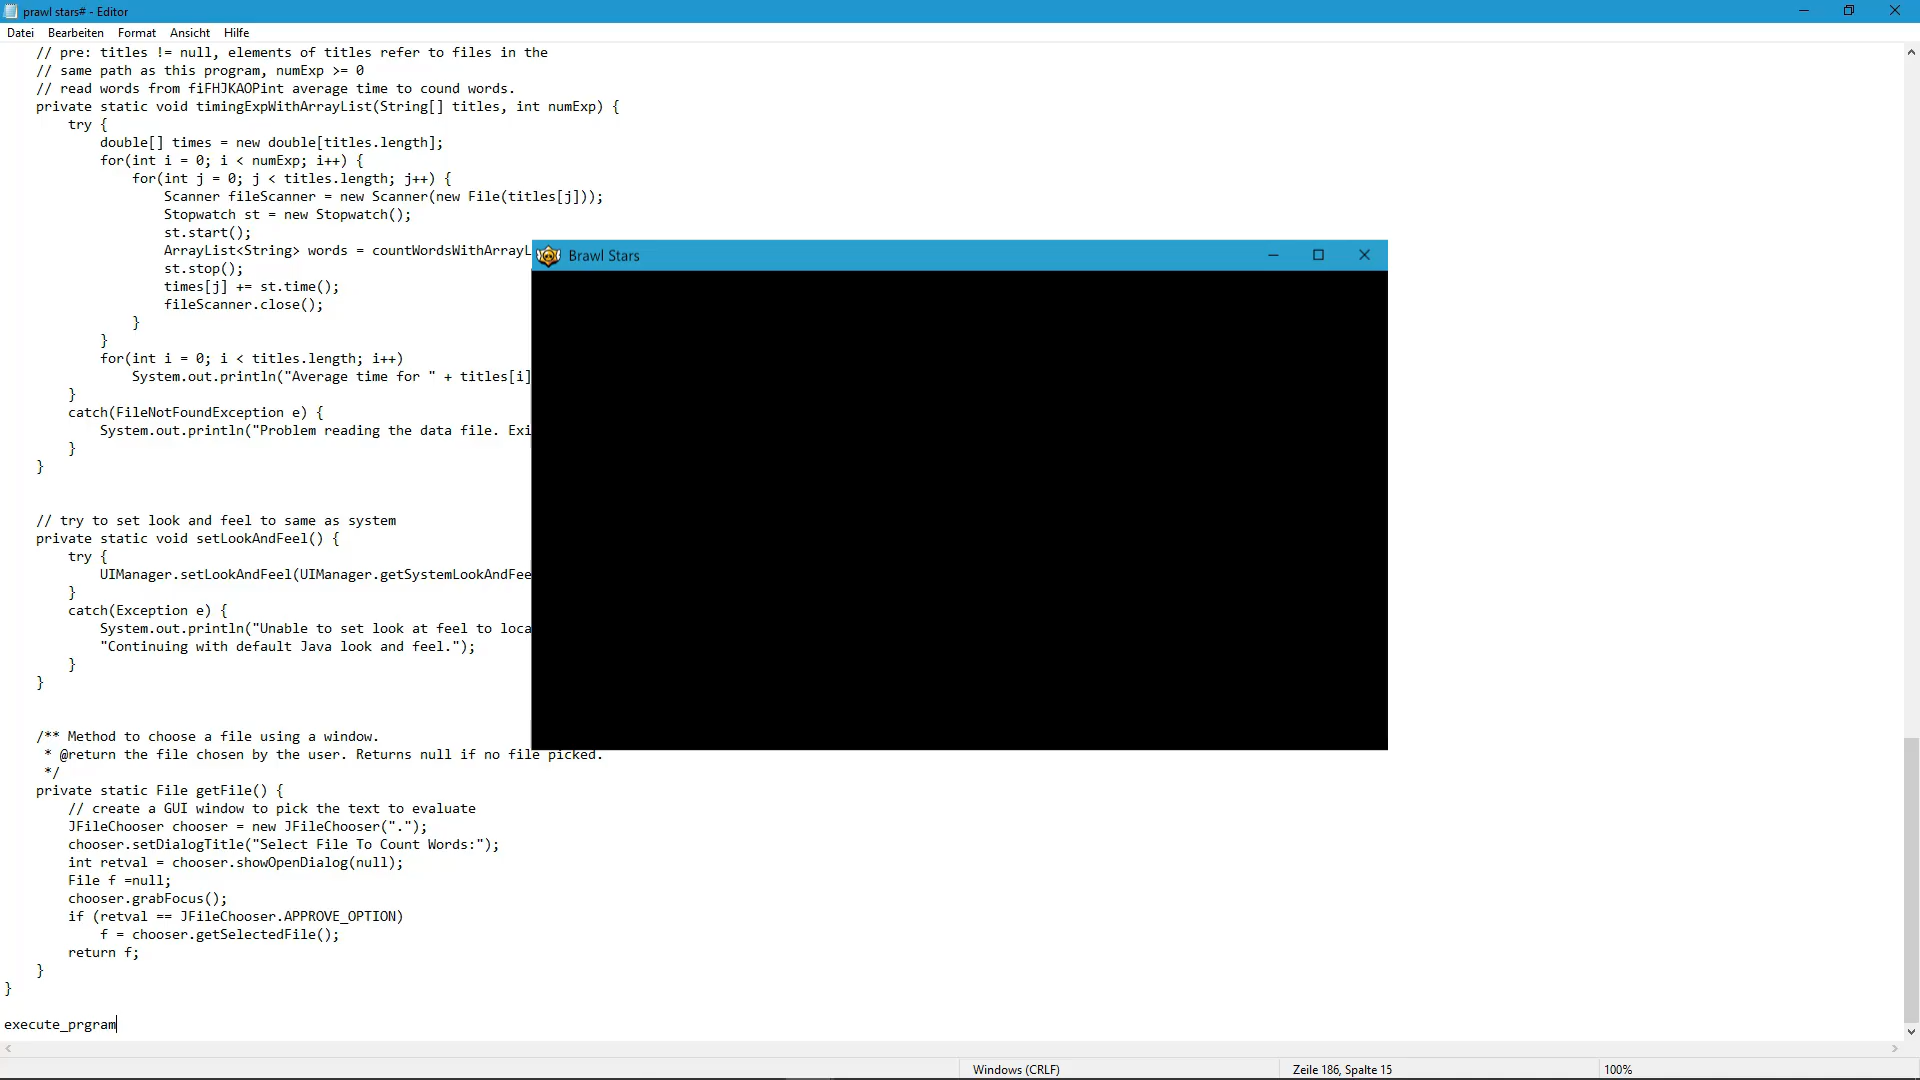 prawl stars# - Editor
Datei Bearbeiten Format Ansicht Hilfe
// pre: titles != null, elements of titles refer to files in the
// same path as this program, numExp >= 0
// read words from fiFHJKAOPint average time to cound words.
private static void timingExpWithArrayList(String[] titles, int numExp) {
try {
double[] times = new double[titles.length];
for(int i = 0; i < numExp; i++) {
for(int j = 0; j < titles.length; j++) {
Scanner fileScanner = new Scanner(new File(titles[j]));
Stopwatch st = new Stopwatch();
st.start();
ArrayList<String> words = countWordsWithArrayL
st.stop();
times[j] += st.time();
fileScanner.close();
}
}
for(int i = 0; i < titles.length; i++)
System.out.println("Average time for " + titles[i]
}
catch(FileNotFoundException e) {
System.out.println("Problem reading the data file. Exi
}
}
// try to set look and feel to same as system
private static void setLookAndFeel() {
try {
UIManager.setLookAndFeel(UIManager.getSystemLookAndFee
}
catch(Exception e) {
System.out.println("Unable to set look at feel to loca
"Continuing with default Java look and feel.");
}
}
/** Method to choose a file using a window.
* @return the file chosen by the user. Returns null if no file picked.
*/
private static File getFile() {
// create a GUI window to pick the text to evaluate
JFileChooser chooser = new JFileChooser(".");
chooser.setDialogTitle("Select File To Count Words:");
int retval = chooser.showOpenDialog(null);
File f =null;
chooser.grabFocus();
if (retval == JFileChooser.APPROVE_OPTION)
f = chooser.getSelectedFile();
return f;
}
}
execute_prgram
Brawl Stars
Windows (CRLF) Zeile 186, Spalte 15 100%